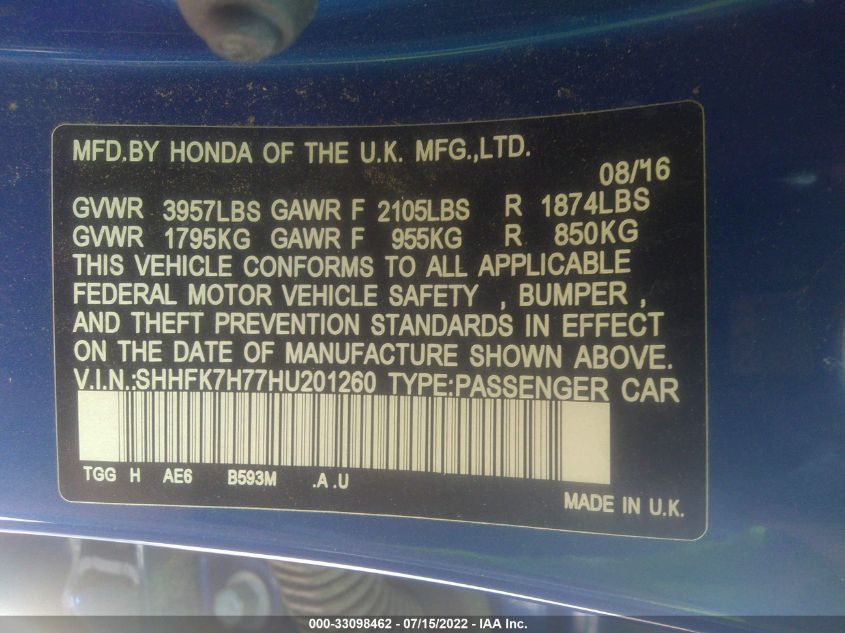 MFD.BY HONDA OF THE U.K. MFG.,LTD.
08/16
GVWR 3957LBS GAWR F 2105LBS R 1874LBS
GVWR 1795KG GAWR F 955KG R 850KG
THIS VEHICLE CONFORMS TO ALL APPLICABLE
FEDERAL MOTOR VEHICLE SAFETY , BUMPER ,
AND THEFT PREVENTION STANDARDS IN EFFECT
ON THE DATE OF MANUFACTURE SHOWN ABOVE.
V.I.N.:SHHFK7H77HU201260 TYPE:PASSENGER CAR
TGG H AE6 B593M .A .U
MADE IN U.K.
000-33098462 - 07/15/2022 - IAA Inc.